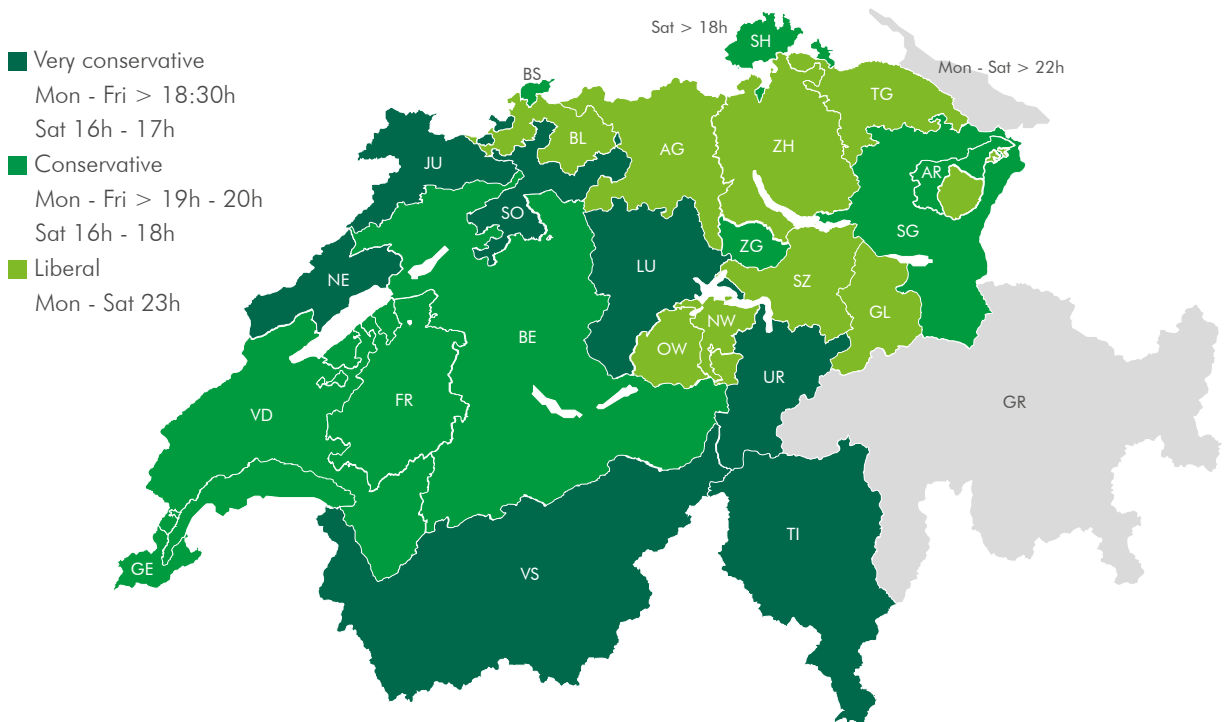 Very conservative
Mon - Fri > 18:30h
Sat 16h - 17h
Conservative
Mon - Fri > 19h - 20h
Sat 16h - 18h
Liberal
Mon - Sat 23h
Sat > 18h
SH
Mon - Sat > 22h
BS
TG
BL
AG
ZH
JU
AR
SO
SG
ZG
LU
NE
SZ
NW
GL
BE
OW
UR
FR
GR
VD
TI
GE
VS